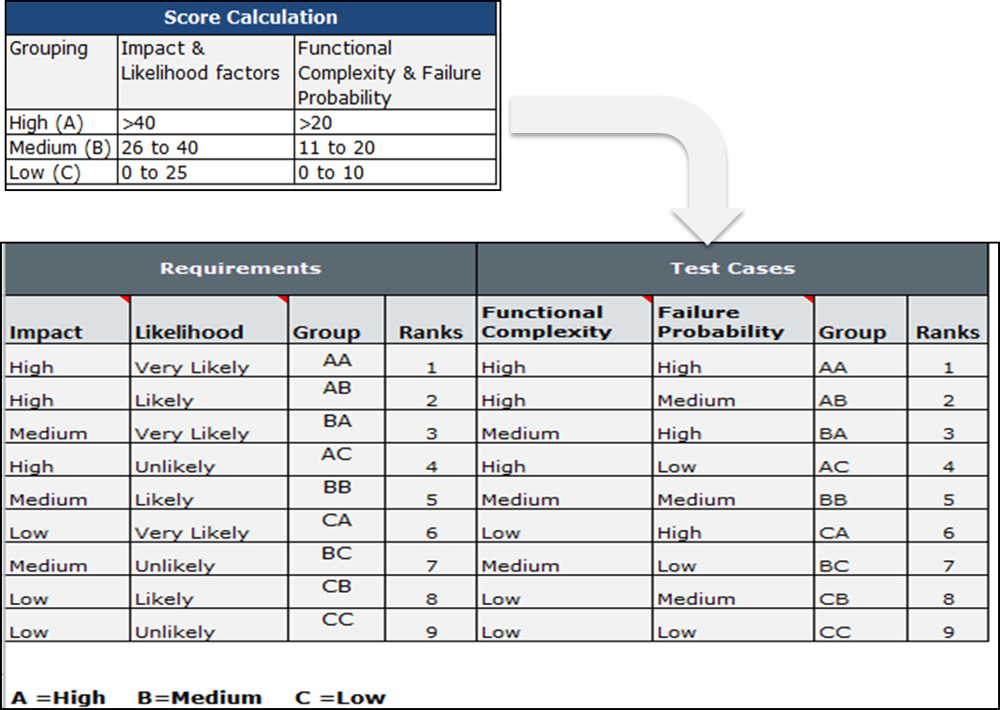 Score Calculation
Grouping Impact & Likelihood factors Functional Complexity & Failure Probability
High (A) >40 >20
Medium (B) 26 to 40 11 to 20
Low (C) 0 to 25 0 to 10
Requirements Test Cases
Impact Likelihood Group Ranks Functional Complexity Failure Probability Group Ranks
High Very Likely AA 1 High High AA 1
High Likely AB 2 High Medium AB 2
Medium Very Likely BA 3 Medium High BA 3
High Unlikely AC 4 High Low AC 4
Medium Likely BB 5 Medium Medium BB 5
Low Very Likely CA 6 Low High CA 6
Medium Unlikely BC 7 Medium Low BC 7
Low Likely CB 8 Low Medium CB 8
Low Unlikely CC 9 Low Low CC 9
A =High B=Medium C =Low